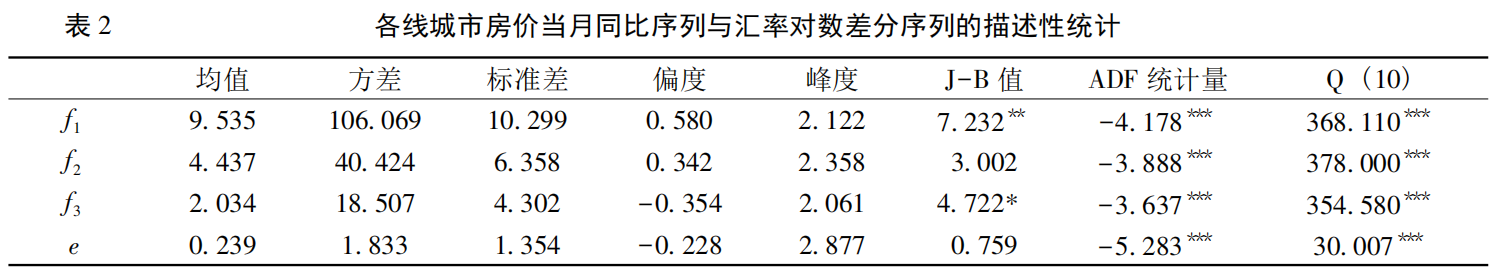 表 2 各线城市房价当月同比序列与汇率对数差分序列的描述性统计
均值 方差 标准差 偏度 峰度 J-B 值 ADF 统计量 Q (10)
f1 9.535 106.069 10.299 0.580 2.122 7.232** -4.178*** 368.110***
f2 4.437 40.424 6.358 0.342 2.358 3.002 -3.888*** 378.000***
f3 2.034 18.507 4.302 -0.354 2.061 4.722* -3.637*** 354.580***
e 0.239 1.833 1.354 -0.228 2.877 0.759 -5.283*** 30.007***